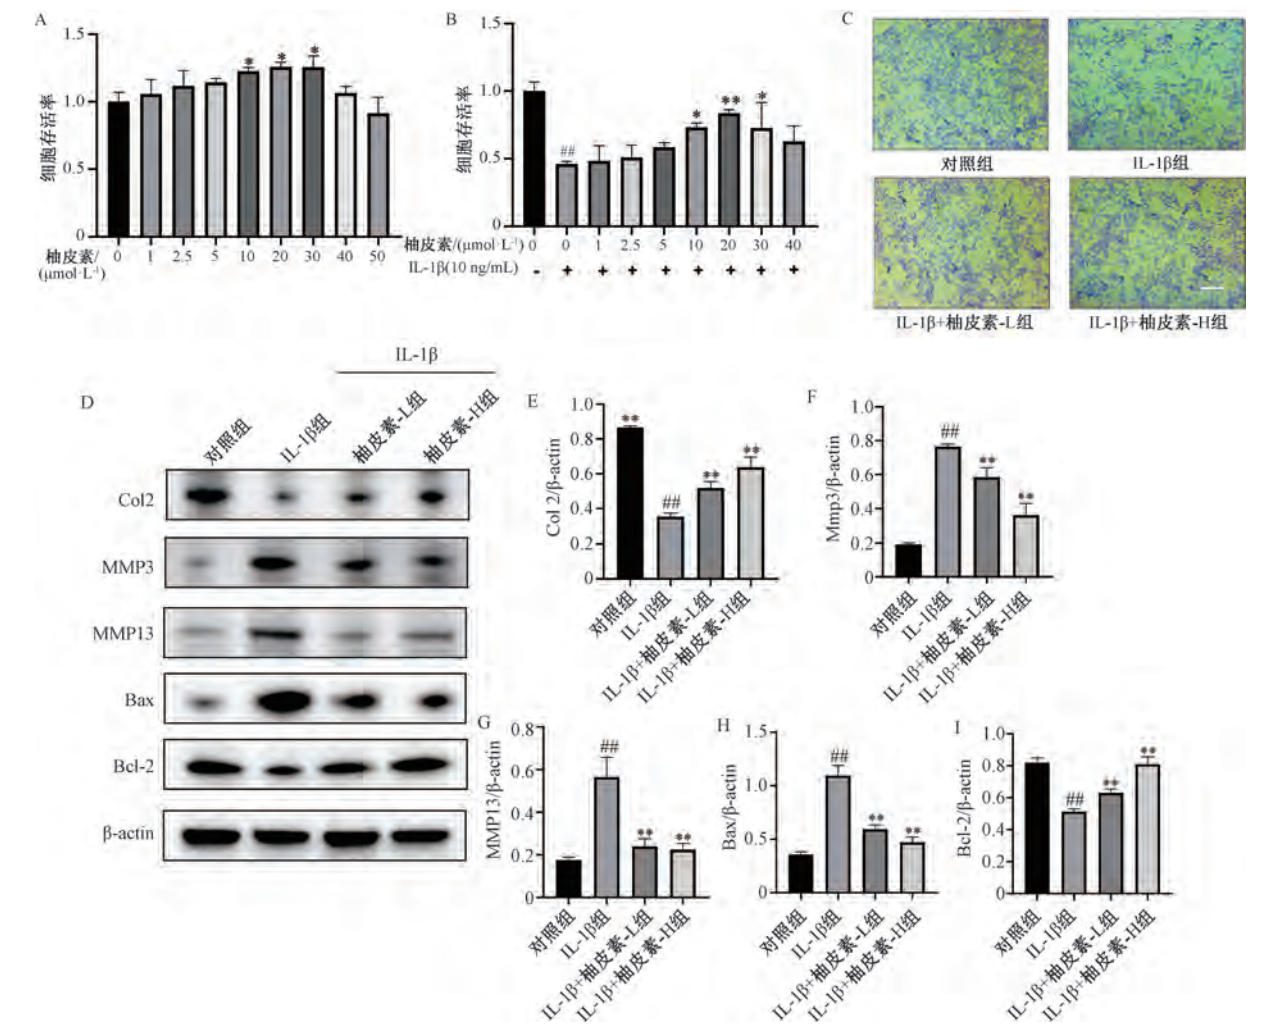 A
1.5
1.0
0.5
0
细胞存活率
* * *
0 1 2.5 5 10 20 30 40 50
柚皮素/
(μmol·L-1)
B
1.5
1.0
0.5
0
细胞存活率
## * ** *
柚皮素/(μmol·L-1) 0 0 1 2.5 5 10 20 30 40
IL-1β(10 ng/mL) - + + + + + + + +
C
对照组
IL-1β组
IL-1β+柚皮素-L组
IL-1β+柚皮素-H组
D
IL-1β
对照组
IL-1β组
柚皮素-L组
柚皮素-H组
Col2
MMP3
MMP13
Bax
Bcl-2
β-actin
E
1.0
0.8
0.6
0.4
0.2
0
Col 2/β-actin
** ## ** **
对照组
IL-1β组
IL-1β+柚皮素-L组
IL-1β+柚皮素-H组
F
1.0
0.8
0.6
0.4
0.2
0
Mmp3/β-actin
## ** **
对照组
IL-1β组
IL-1β+柚皮素-L组
IL-1β+柚皮素-H组
G
0.8
0.6
0.4
0.2
0
MMP13/β-actin
## ** **
对照组
IL-1β组
IL-1β+柚皮素-L组
IL-1β+柚皮素-H组
H
1.5
1.0
0.5
0
Bax/β-actin
## ** **
对照组
IL-1β组
IL-1β+柚皮素-L组
IL-1β+柚皮素-H组
I
1.0
0.8
0.6
0.4
0.2
0
Bcl-2/β-actin
## ** **
对照组
IL-1β组
IL-1β+柚皮素-L组
IL-1β+柚皮素-H组